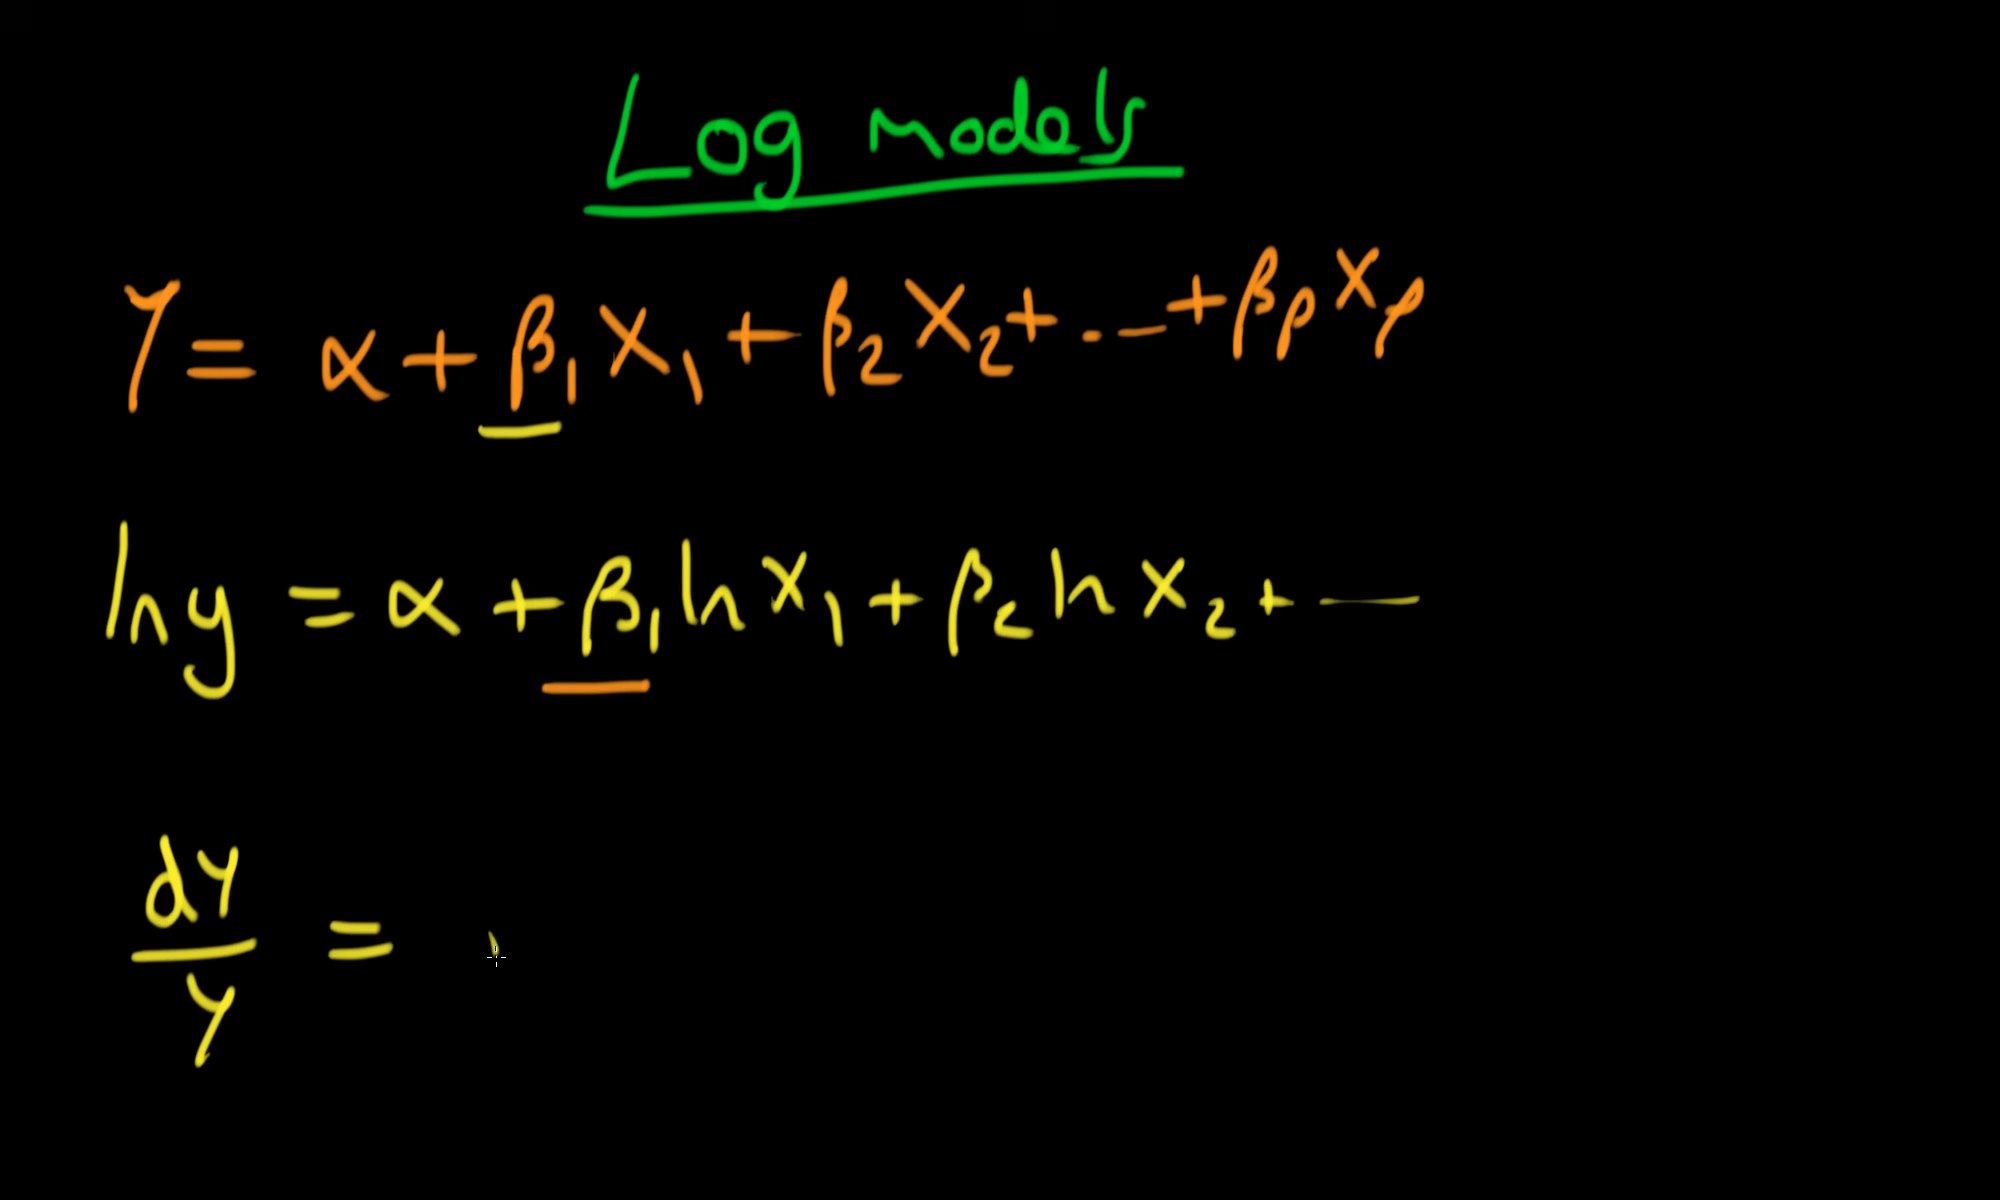 Log models
Y = α + β₁X₁ + β₂X₂ + ... + βₚXₚ
ln y = α + β₁ ln X₁ + β₂ ln X₂ + ...
dY/Y =